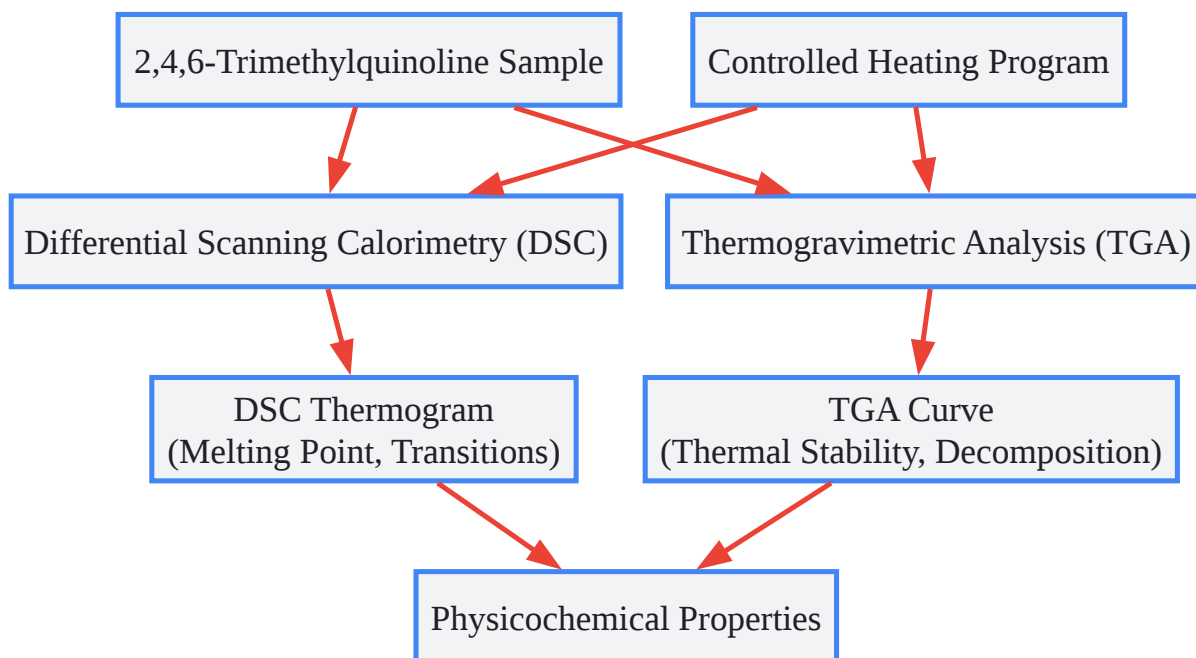 2,4,6-Trimethylquinoline Sample
Controlled Heating Program
Differential Scanning Calorimetry (DSC)
Thermogravimetric Analysis (TGA)
DSC Thermogram
(Melting Point, Transitions)
TGA Curve
(Thermal Stability, Decomposition)
Physicochemical Properties